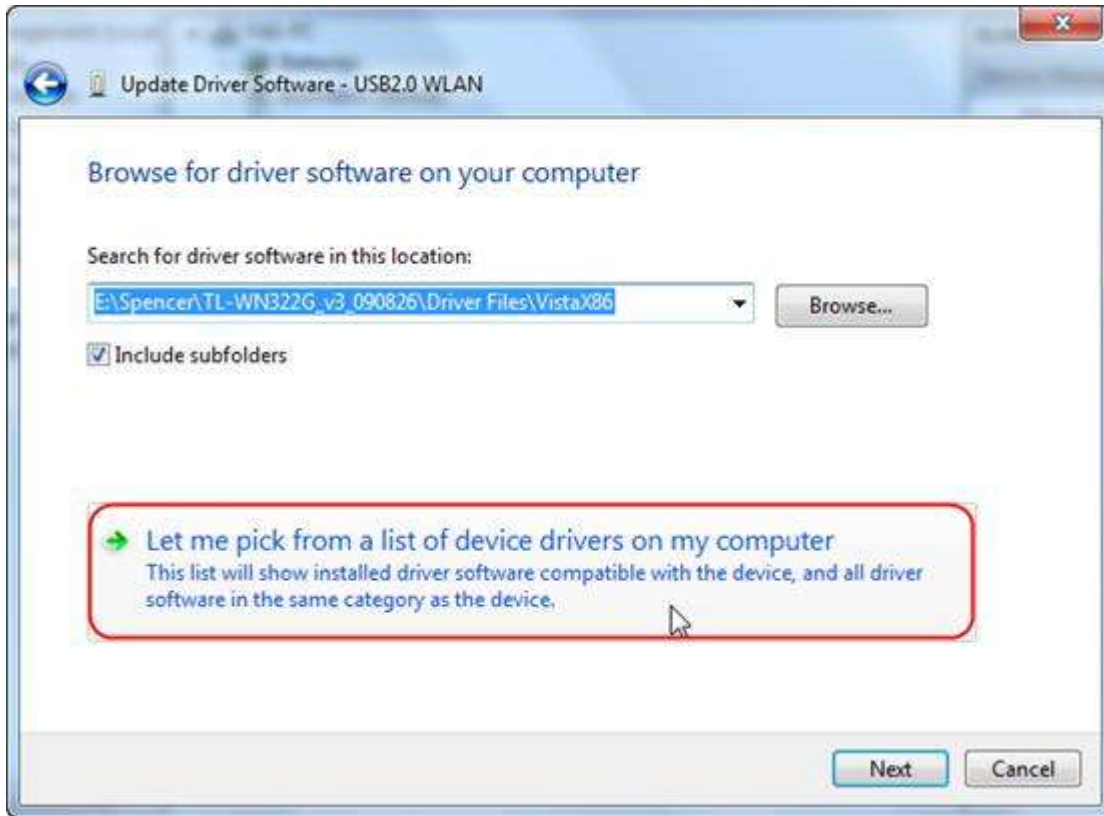 Update Driver Software - USB2.0 WLAN
Browse for driver software on your computer
Search for driver software in this location:
E:\Spencer\TL-WN322G_v3_090826\Driver Files\VistaX86
Browse...
Include subfolders
Let me pick from a list of device drivers on my computer
This list will show installed driver software compatible with the device, and all driver
software in the same category as the device.
Next
Cancel